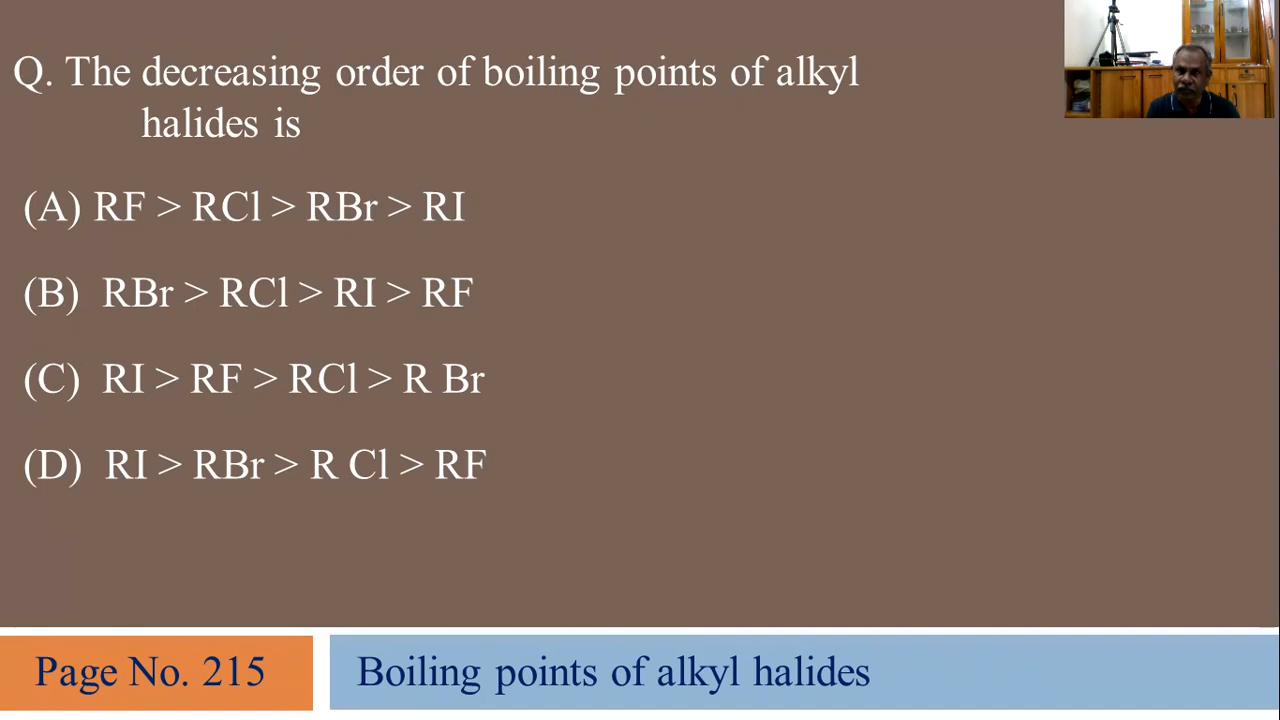 Q. The decreasing order of boiling points of alkyl
halides is
(A) RF > RCl > RBr > RI
(B) RBr > RCl > RI > RF
(C) RI > RF > RCl > R Br
(D) RI > RBr > R Cl > RF
Page No. 215
Boiling points of alkyl halides